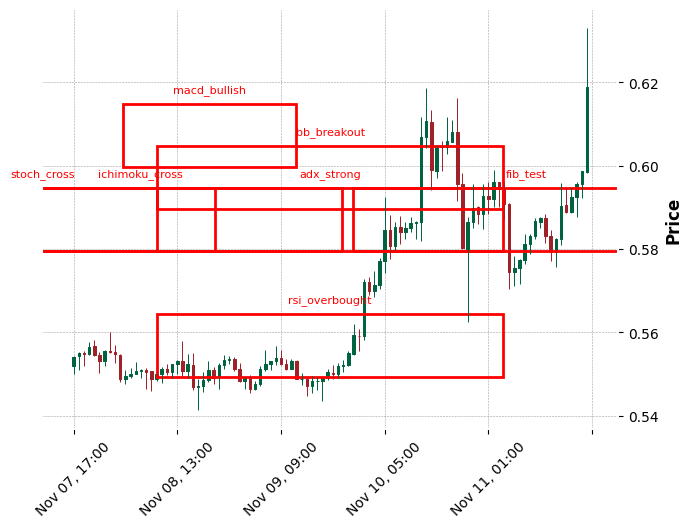 macd_bullish
bb_breakout
stoch_cross
ichimoku_cross
adx_strong
fib_test
rsi_overbought
0.62
0.60
0.58
0.56
0.54
Price
Nov 07, 17:00
Nov 08, 13:00
Nov 09, 09:00
Nov 10, 05:00
Nov 11, 01:00